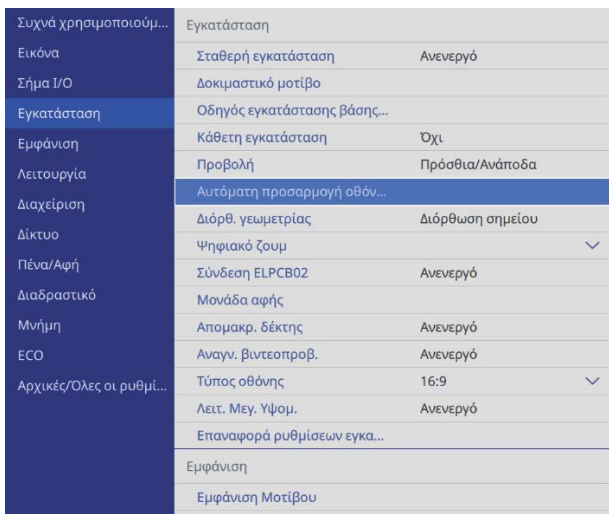 Συχνά χρησιμοποιούμ...
Εικόνα
Σήμα I/O
Εγκατάσταση
Εμφάνιση
Λειτουργία
Διαχείριση
Δίκτυο
Πένα/Αφή
Διαδραστικό
Μνήμη
ECO
Αρχικές/Όλες οι ρυθμί...
Εγκατάσταση
Σταθερή εγκατάσταση Ανενεργό
Δοκιμαστικό μοτίβο
Οδηγός εγκατάστασης βάσης...
Κάθετη εγκατάσταση Όχι
Προβολή Πρόσθια/Ανάποδα
Αυτόματη προσαρμογή οθόν...
Διόρθ. γεωμετρίας Διόρθωση σημείου
Ψηφιακό ζουμ
Σύνδεση ELPCB02 Ανενεργό
Μονάδα αφής
Απομακρ. δέκτης Ανενεργό
Αναγν. βιντεοπροβ. Ανενεργό
Τύπος οθόνης 16:9
Λειτ. Μεγ. Υψομ. Ανενεργό
Επαναφορά ρυθμίσεων εγκα...
Εμφάνιση
Εμφάνιση Μοτίβου